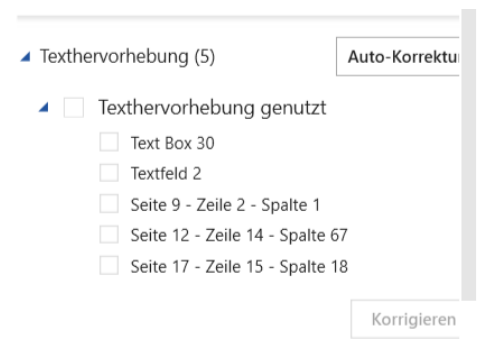 Texthervorhebung (5)
Auto-Korrektu
Texthervorhebung genutzt
Text Box 30
Textfeld 2
Seite 9 - Zeile 2 - Spalte 1
Seite 12 - Zeile 14 - Spalte 67
Seite 17 - Zeile 15 - Spalte 18
Korrigieren